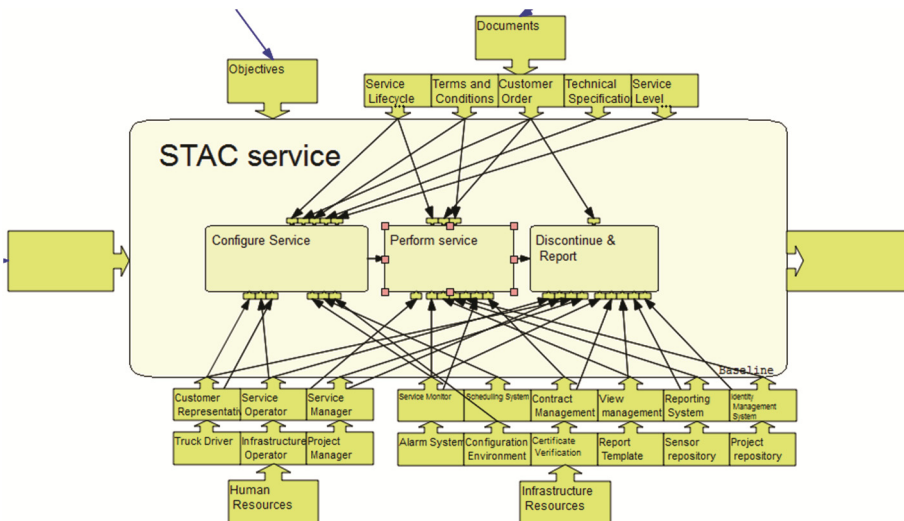 Documents
Objectives
Service
Lifecycle
Terms and
Conditions
Customer
Order
Technical
Specificatio
Service
Level
STAC service
Configure Service
Perform service
Discontinue &
Report
Baseline
Customer
Representativ
Service
Operator
Service
Manager
Service Monitor
Scheduling System
Contract
Management
View
management
Reporting
System
Identity
Management
System
Truck Driver
Infrastructure
Operator
Project
Manager
Alarm System
Configuration
Environment
Certificate
Verification
Report
Template
Sensor
repository
Project
repository
Human
Resources
Infrastructure
Resources